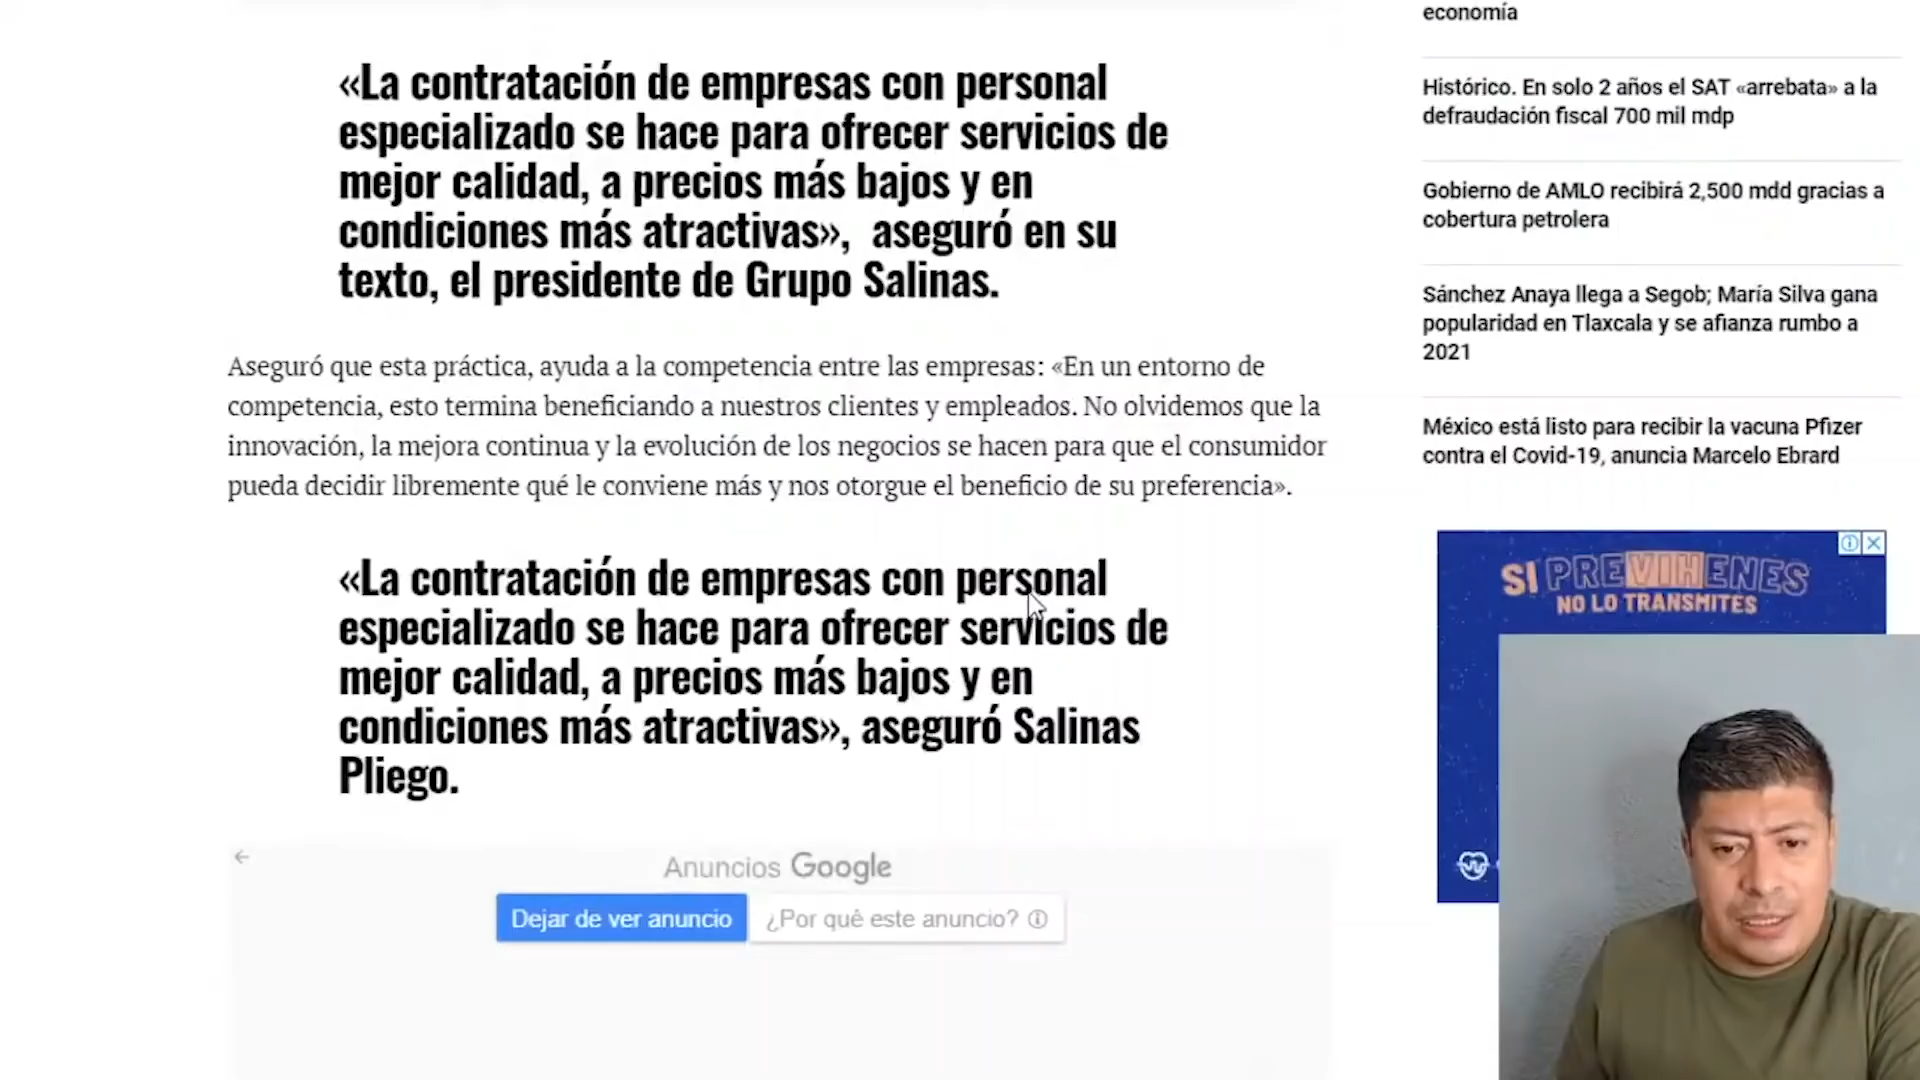 «La contratación de empresas con personal
especializado se hace para ofrecer servicios de
mejor calidad, a precios más bajos y en
condiciones más atractivas»,  aseguró en su
texto, el presidente de Grupo Salinas.
Aseguró que esta práctica, ayuda a la competencia entre las empresas: «En un entorno de
competencia, esto termina beneficiando a nuestros clientes y empleados. No olvidemos que la
innovación, la mejora continua y la evolución de los negocios se hacen para que el consumidor
pueda decidir libremente qué le conviene más y nos otorgue el beneficio de su preferencia».
«La contratación de empresas con personal
especializado se hace para ofrecer servicios de
mejor calidad, a precios más bajos y en
condiciones más atractivas», aseguró Salinas
Pliego.
Anuncios Google
Dejar de ver anuncio
¿Por qué este anuncio?
economía
Histórico. En solo 2 años el SAT «arrebata» a la
defraudación fiscal 700 mil mdp
Gobierno de AMLO recibirá 2,500 mdd gracias a
cobertura petrolera
Sánchez Anaya llega a Segob; María Silva gana
popularidad en Tlaxcala y se afianza rumbo a
2021
México está listo para recibir la vacuna Pfizer
contra el Covid-19, anuncia Marcelo Ebrard
SI PREVIHENES
NO LO TRANSMITES